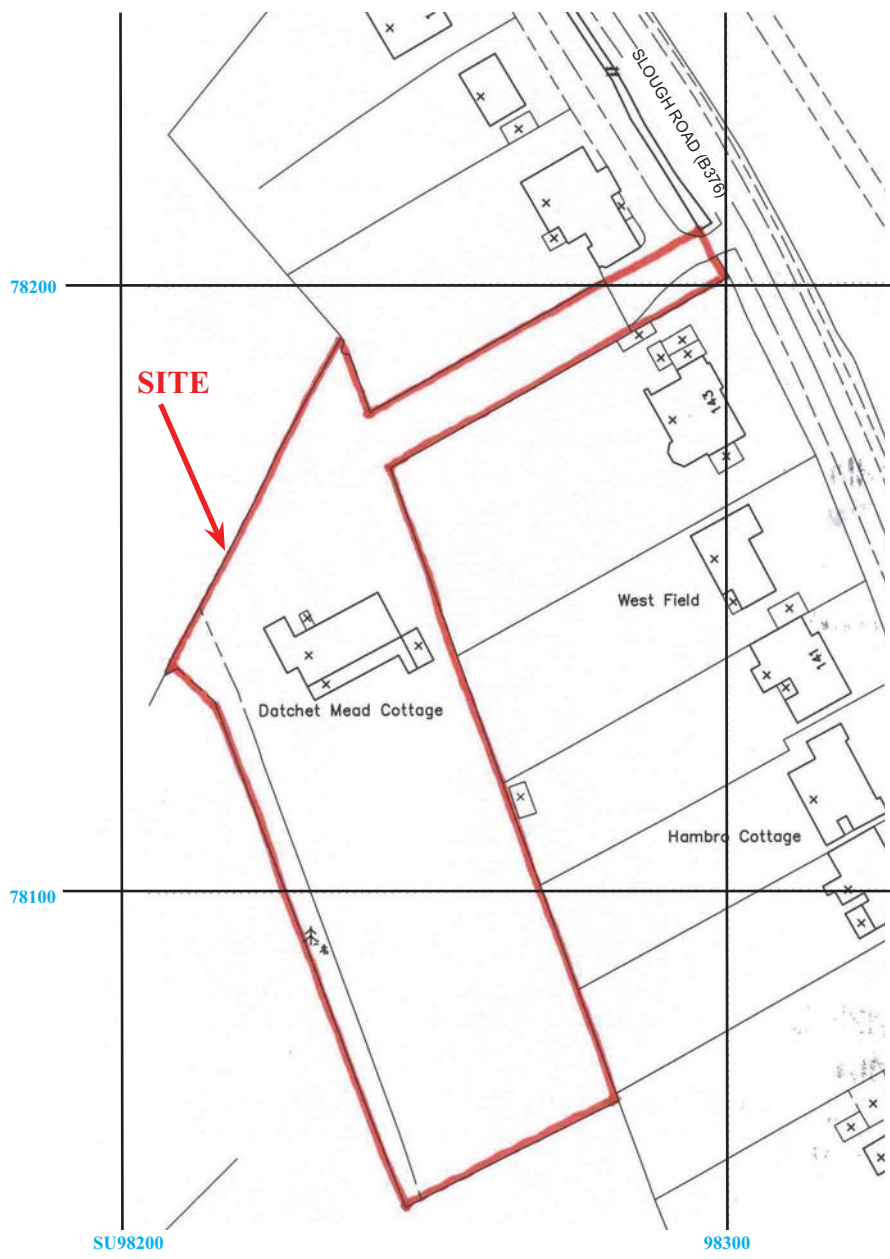 SLOUGH ROAD (B376)
78200
SITE
143
West Field
141
Datchet Mead Cottage
Hambro Cottage
78100
SU98200
98300